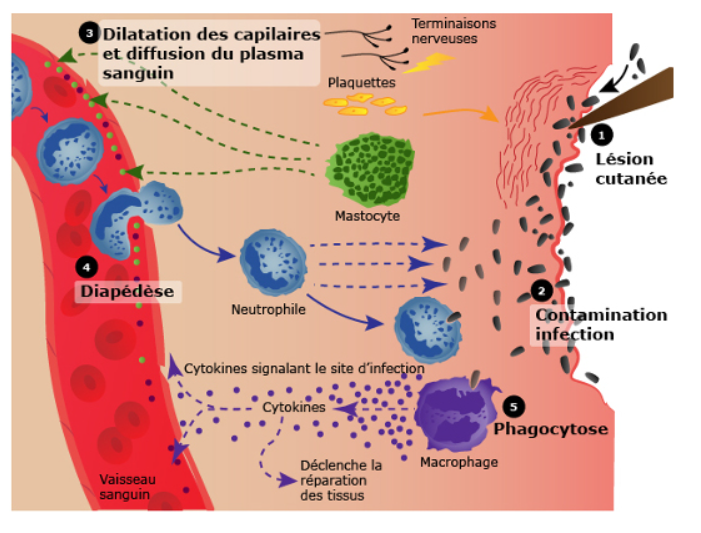 3 Dilatation des capilaires
et diffusion du plasma
sanguin
Terminaisons
nerveuses
Plaquettes
1
Lésion
cutanée
Mastocyte
4
Diapédèse
Neutrophile
2
Contamination
infection
Cytokines signalant le site d'infection
Cytokines
5
Phagocytose
Macrophage
Déclenche la
réparation
des tissus
Vaisseau
sanguin